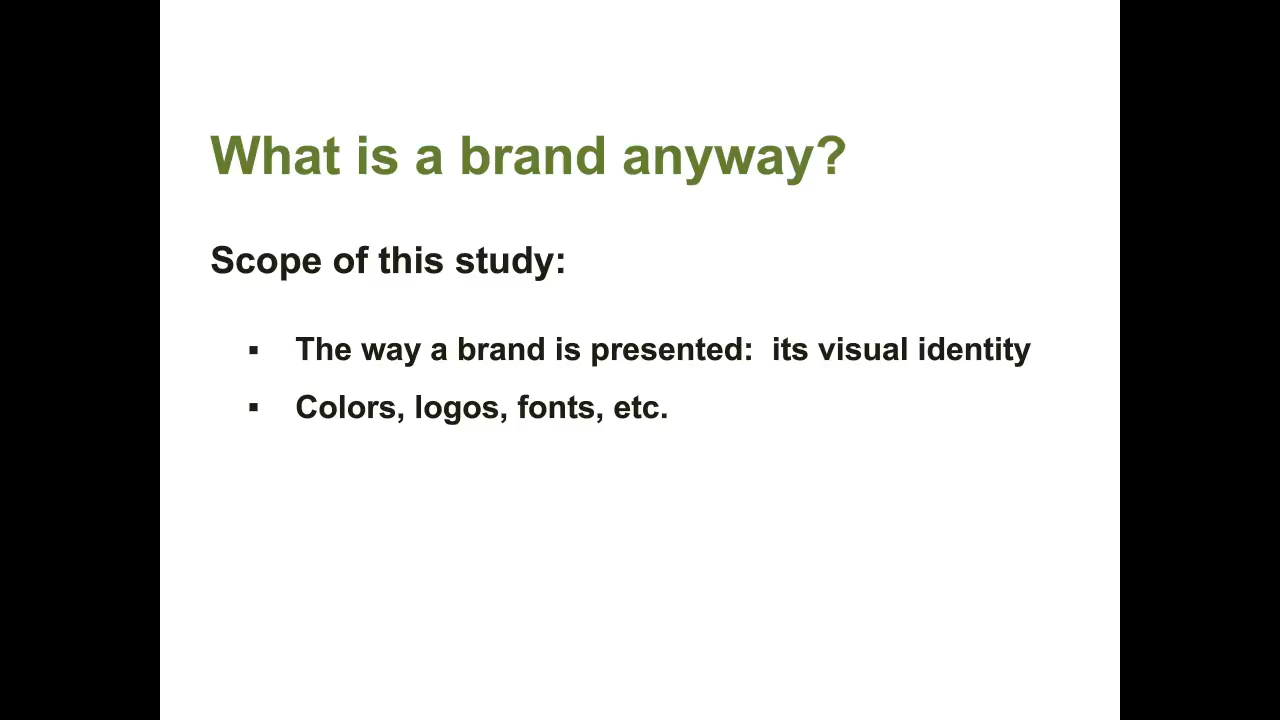 What is a brand anyway?
Scope of this study:
▪ The way a brand is presented:  its visual identity
▪ Colors, logos, fonts, etc.